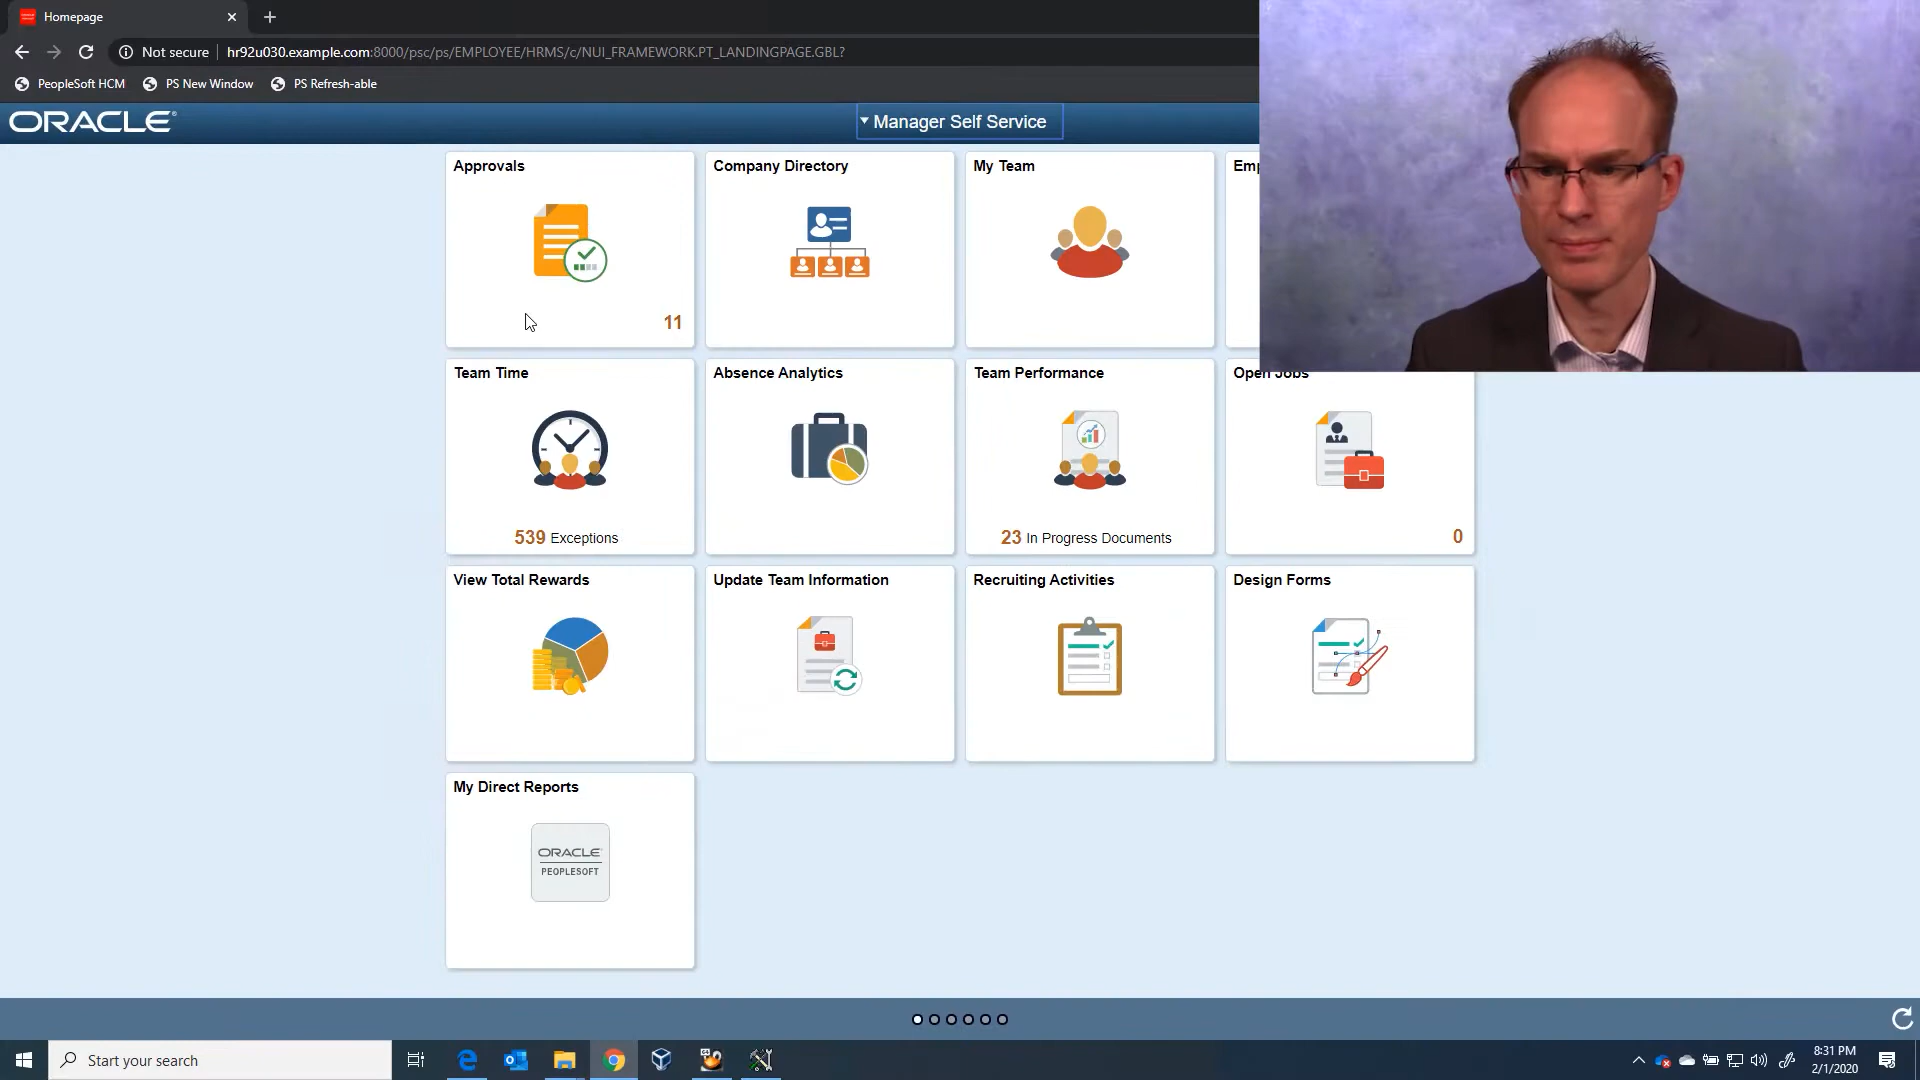 Homepage
Not secure hr92u030.example.com:8000/psc/ps/EMPLOYEE/HRMS/c/NUI_FRAMEWORK.PT_LANDINGPAGE.GBL?
PeopleSoft HCM PS New Window PS Refresh-able
ORACLE
Manager Self Service
Approvals
11
Company Directory
My Team
Emp
Team Time
539 Exceptions
Absence Analytics
Team Performance
23 In Progress Documents
Open Jobs
0
View Total Rewards
Update Team Information
Recruiting Activities
Design Forms
My Direct Reports
ORACLE
PEOPLESOFT
Start your search
8:31 PM
2/1/2020